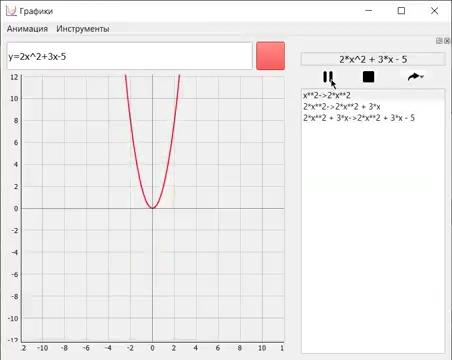 Графики
Анимация Инструменты
y=2x^2+3x-5
2*x^2 + 3*x - 5
x**2->2*x**2
2*x**2->2*x**2 + 3*x
2*x**2 + 3*x->2*x**2 + 3*x - 5
12
10
8
6
4
2
0
-2
-4
-6
-8
-10
-12
.2 -10 -8 -6 -4 -2 0 2 4 6 8 10 1